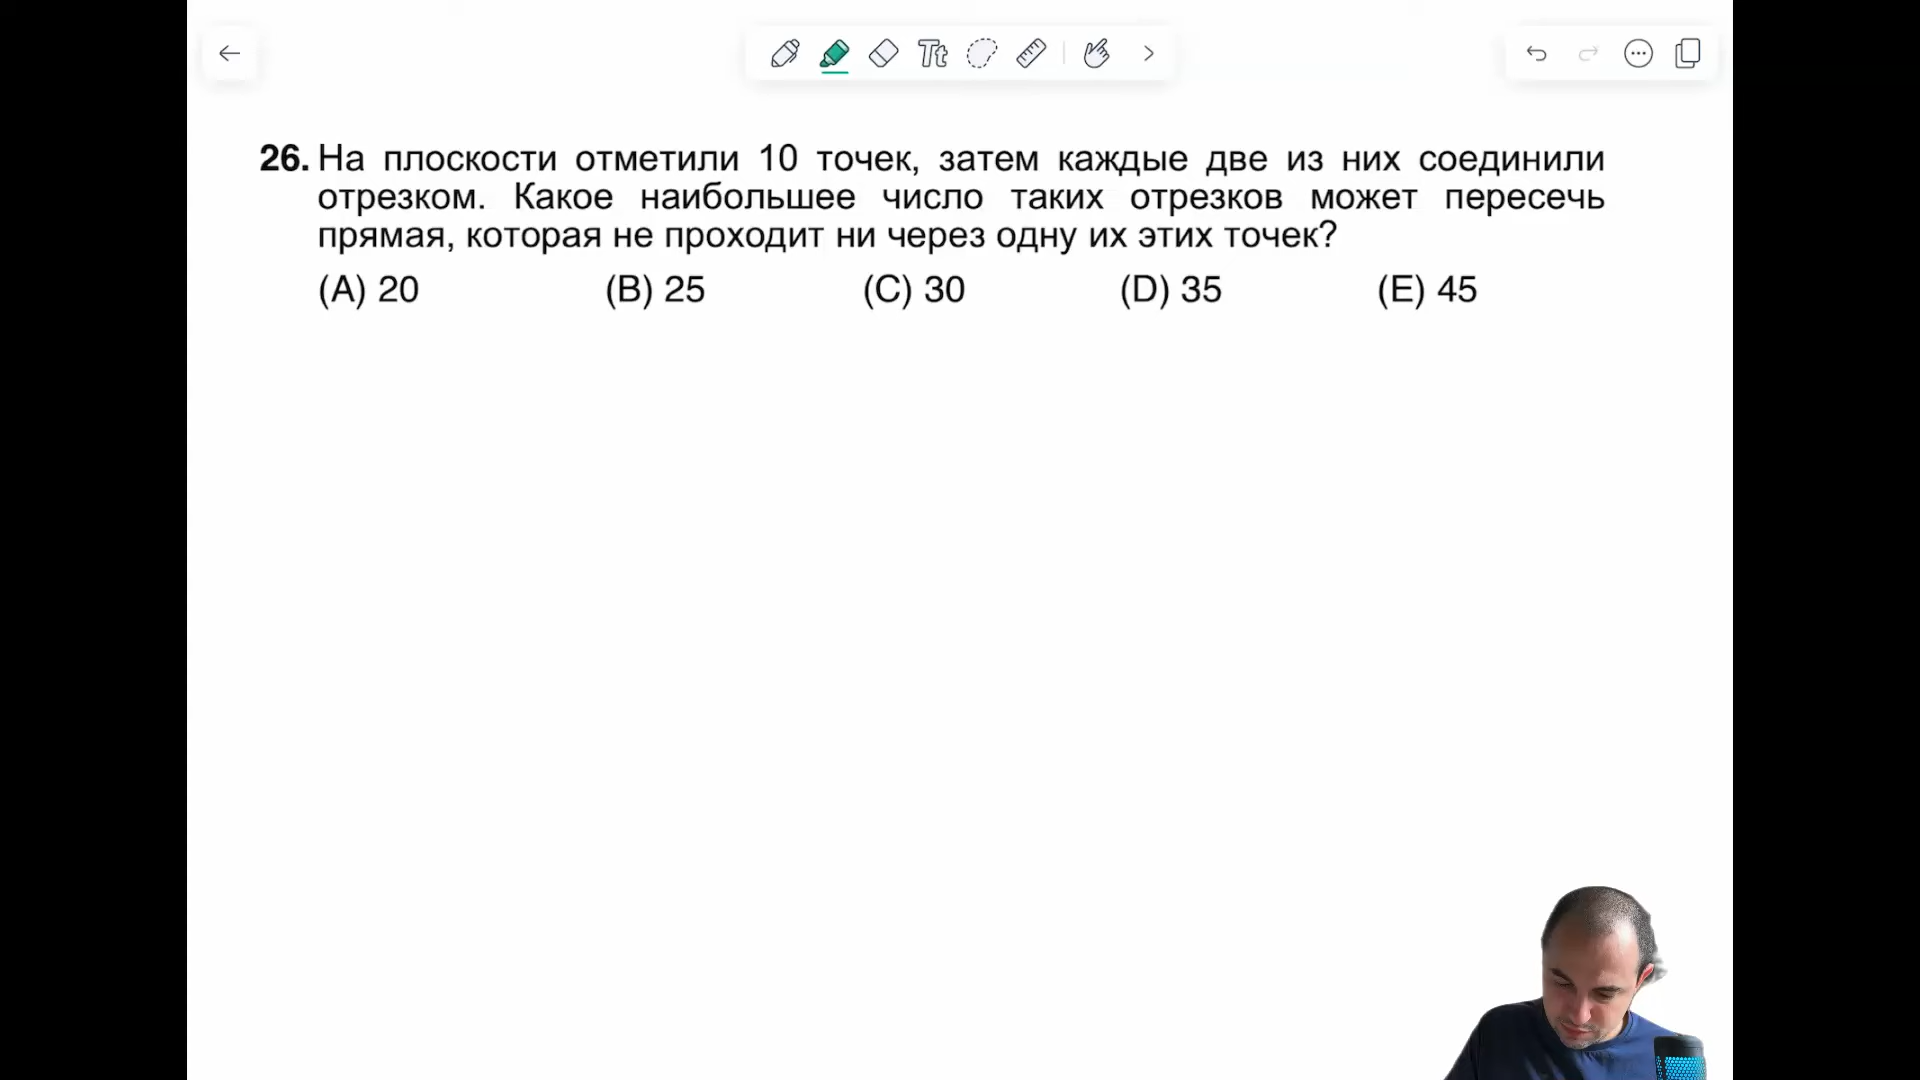 Tt
26. На плоскости отметили 10 точек, затем каждые две из них соединили
отрезком. Какое наибольшее число таких отрезков может пересечь
прямая, которая не проходит ни через одну их этих точек?
(A) 20 (B) 25 (C) 30 (D) 35 (E) 45